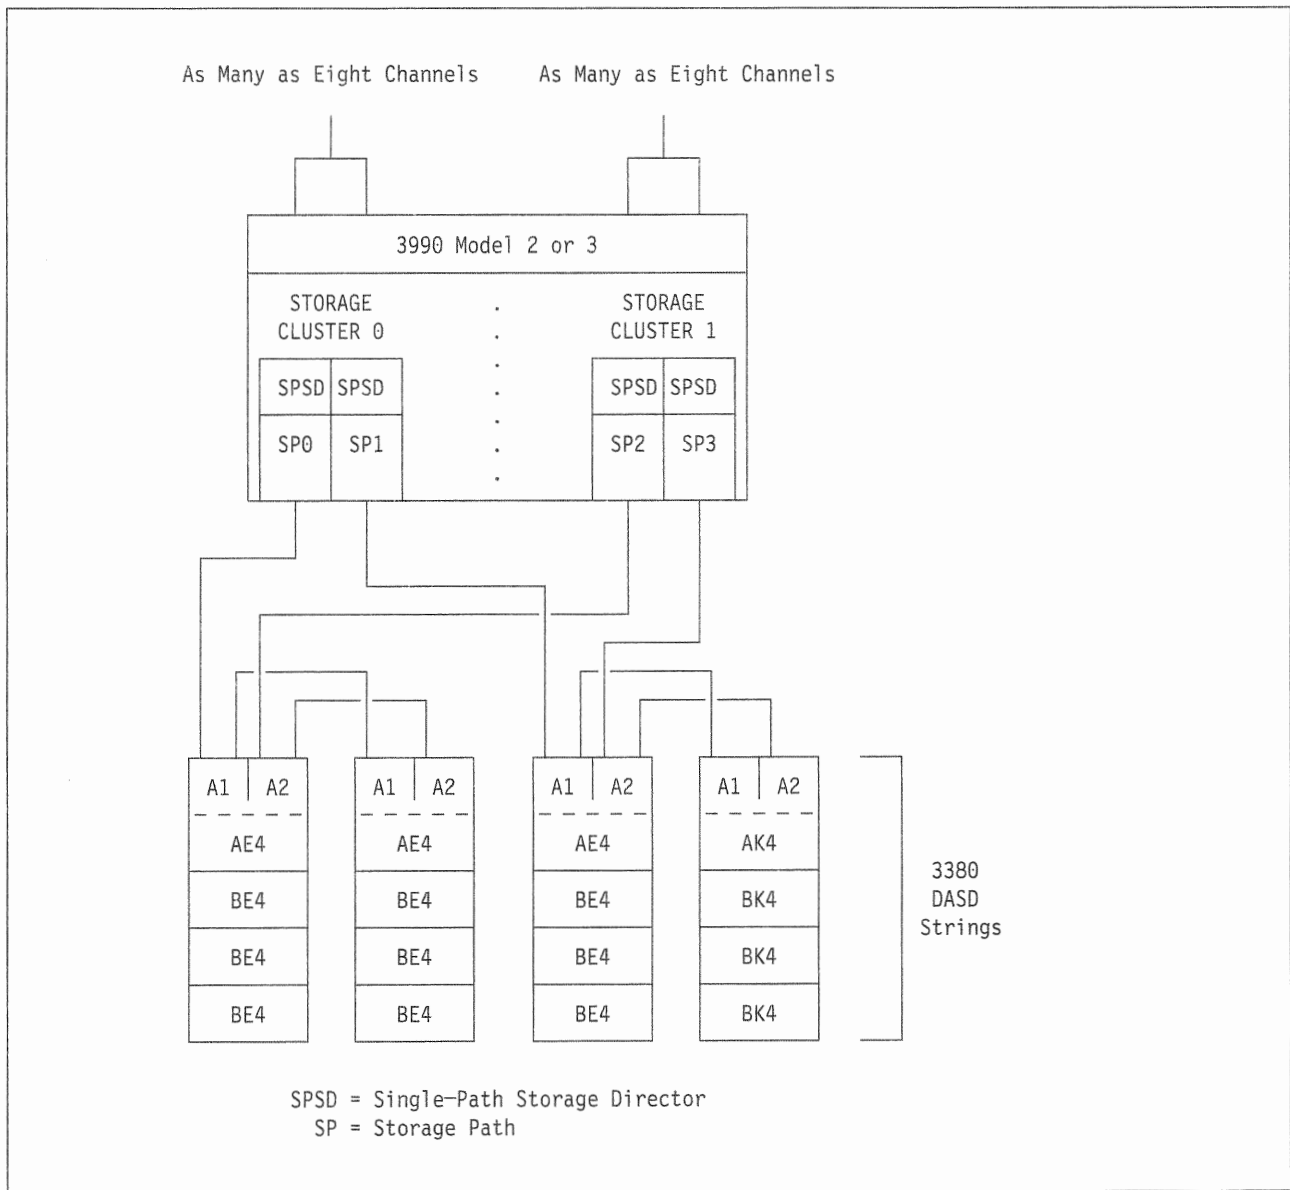 As Many as Eight Channels As Many as Eight Channels
3990 Model 2 or 3
STORAGE STORAGE
CLUSTER 0 CLUSTER 1
SPSD SPSD SPSD SPSD
SP0 SP1 SP2 SP3
A1 A2 A1 A2 A1 A2 A1 A2
AE4 AE4 AE4 AK4
BE4 BE4 BE4 BK4
BE4 BE4 BE4 BK4
BE4 BE4 BE4 BK4
3380
DASD
Strings
SPSD = Single—Path Storage Director
SP = Storage Path